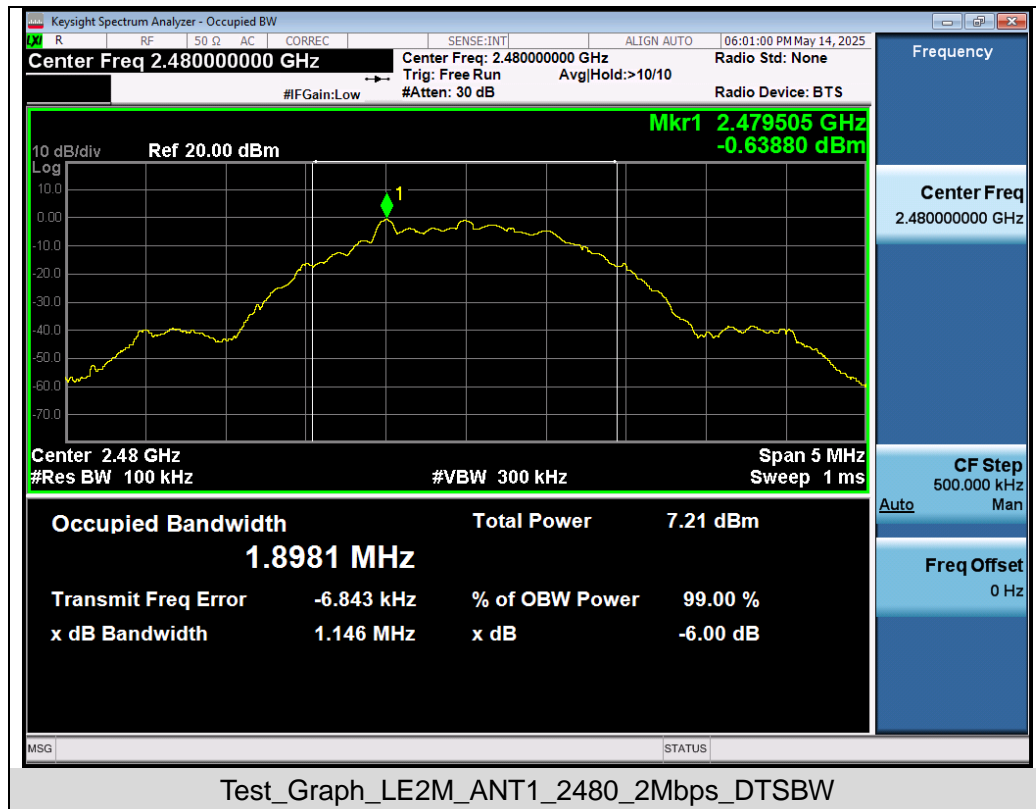 Keysight Spectrum Analyzer - Occupied BW
LXI R RF 50 Ω AC CORREC SENSE:INT ALIGN AUTO 06:01:00 PM May 14, 2025
Center Freq 2.480000000 GHz
Center Freq: 2.480000000 GHz
Radio Std: None
Trig: Free Run Avg|Hold:>10/10
#IFGain:Low #Atten: 30 dB Radio Device: BTS
Mkr1 2.479505 GHz
-0.63880 dBm
10 dB/div Ref 20.00 dBm
Log
10.0
0.00
-10.0
-20.0
-30.0
-40.0
-50.0
-60.0
-70.0
1
Center 2.48 GHz Span 5 MHz
#Res BW 100 kHz #VBW 300 kHz Sweep 1 ms
Occupied Bandwidth Total Power 7.21 dBm
1.8981 MHz
Transmit Freq Error -6.843 kHz % of OBW Power 99.00 %
x dB Bandwidth 1.146 MHz x dB -6.00 dB
Frequency
Center Freq
2.480000000 GHz
CF Step
500.000 kHz
Auto Man
Freq Offset
0 Hz
MSG STATUS
Test_Graph_LE2M_ANT1_2480_2Mbps_DTSBW